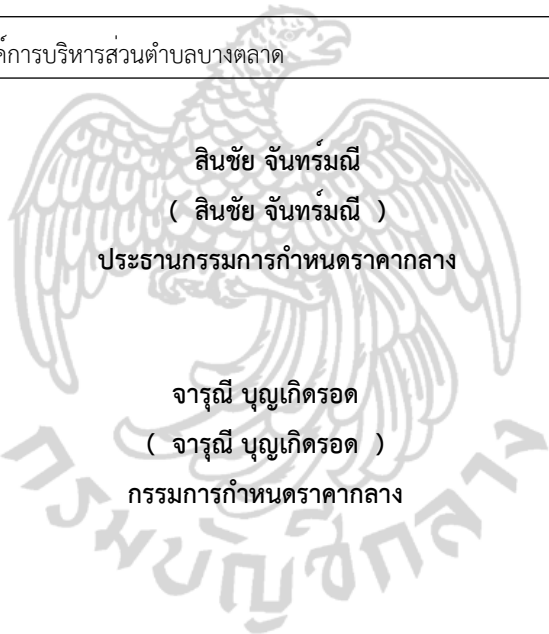 องค์การบริหารส่วนตำบลบางตลาด
สินชัย จันทร์มณี
( สินชัย จันทร์มณี )
ประธานกรรมการกำหนดราคากลาง
จารุณี บุญเกิดรอด
( จารุณี บุญเกิดรอด )
กรรมการกำหนดราคากลาง
กรมบัญชีกลาง